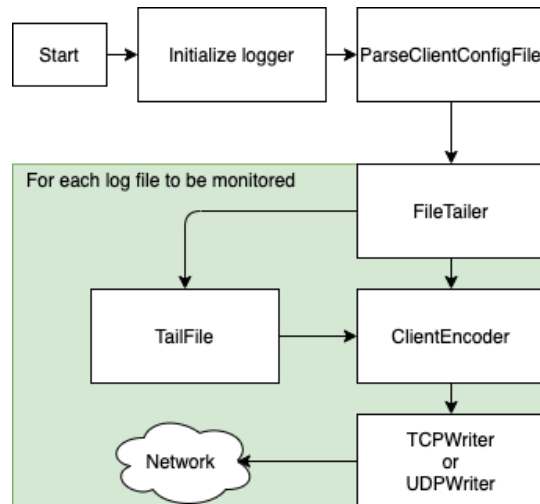 Start
Initialize logger
ParseClientConfigFile
For each log file to be monitored
FileTailer
TailFile
ClientEncoder
Network
TCPWriter
or
UDPWriter